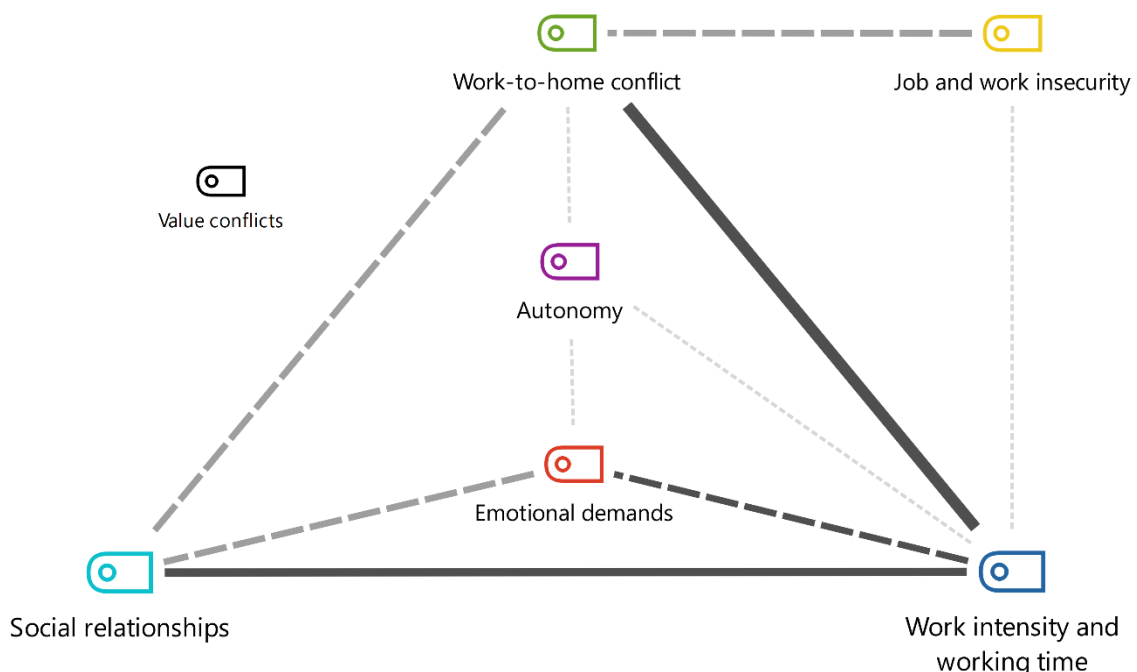 Work-to-home conflict
Job and work insecurity
Value conflicts
Autonomy
Emotional demands
Social relationships
Work intensity and
working time